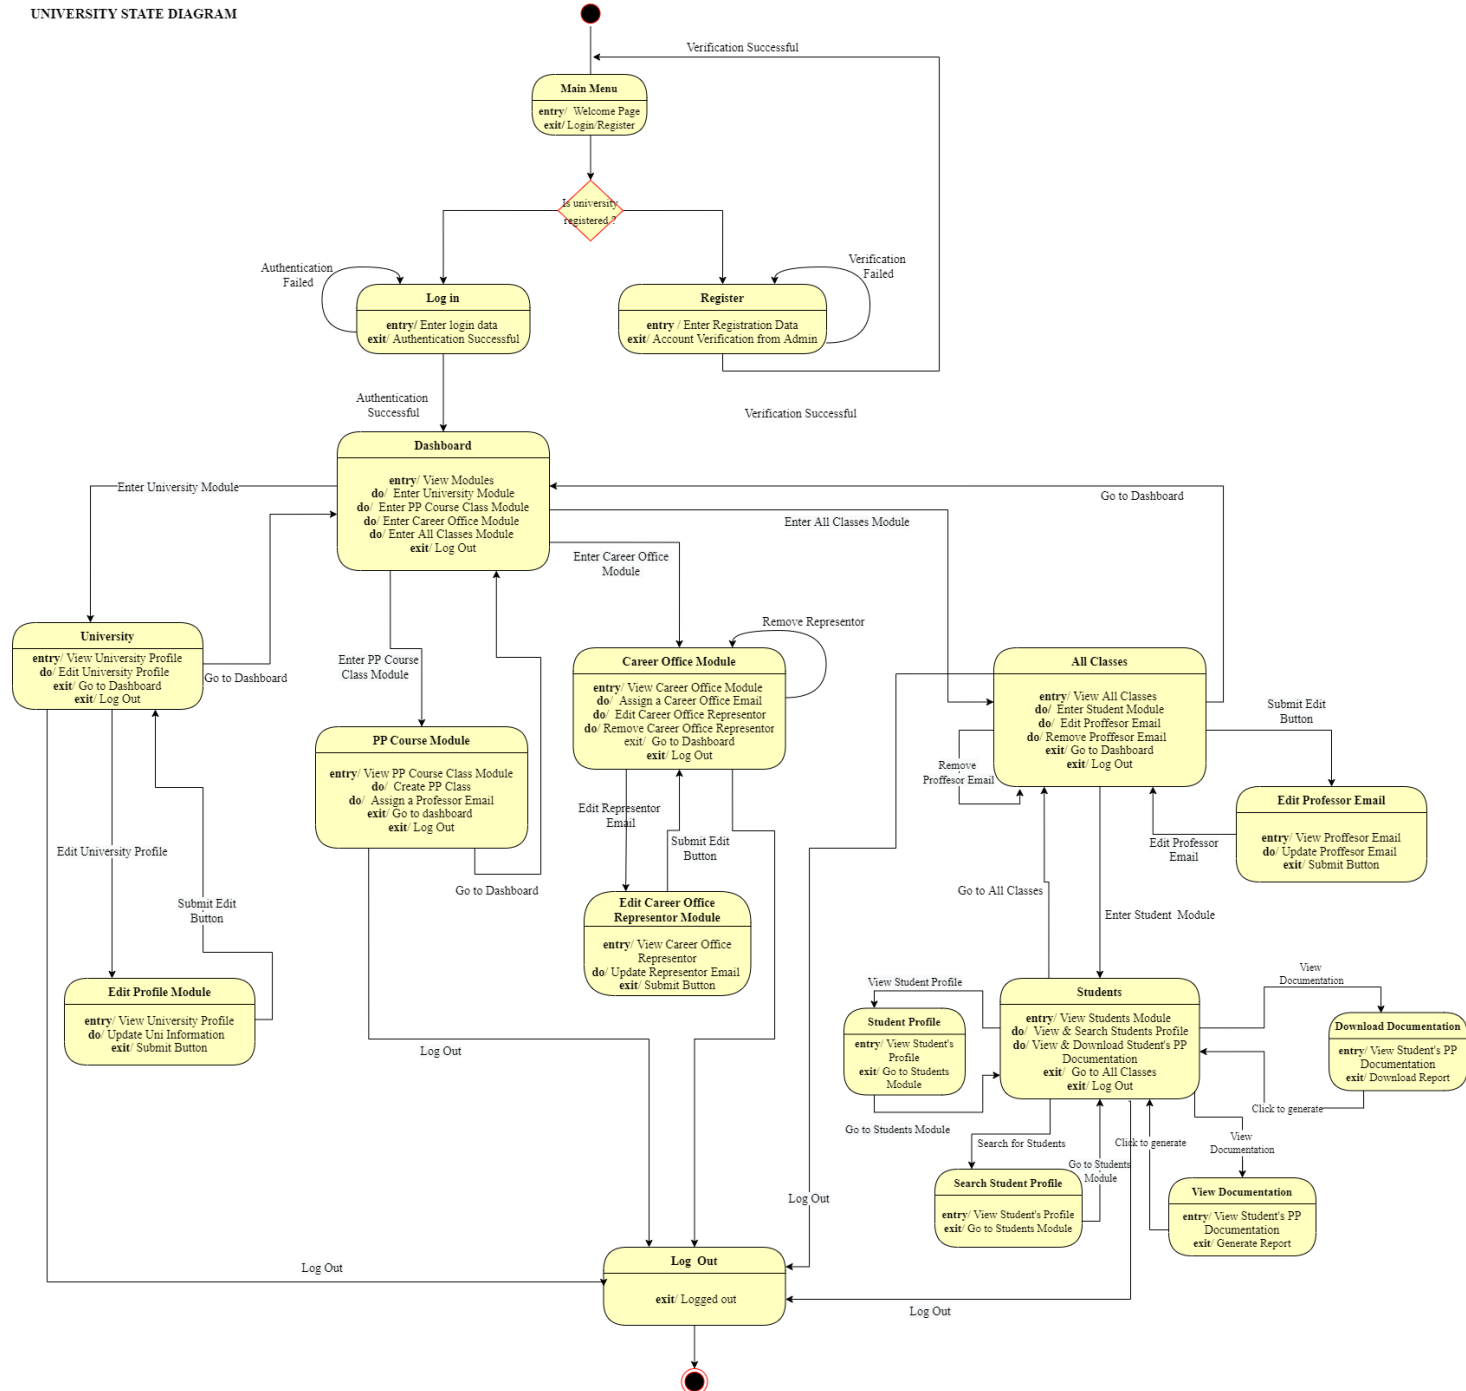 UNIVERSITY STATE DIAGRAM
Verification Successful
Main Menu
entry/ Welcome Page
exit/ Login/Register
Is university
registered ?
Authentication
Failed
Verification
Failed
Log in
entry/ Enter login data
exit/ Authentication Successful
Register
entry / Enter Registration Data
exit/ Account Verification from Admin
Authentication
Successful
Verification Successful
Dashboard
entry/ View Modules
do/ Enter University Module
do/ Enter PP Course Class Module
do/ Enter Career Office Module
do/ Enter All Classes Module
exit/ Log Out
Enter University Module
Go to Dashboard
Enter All Classes Module
Enter Career Office
Module
University
entry/ View University Profile
do/ Edit University Profile
exit/ Go to Dashboard
exit/ Log Out
Go to Dashboard
Enter PP Course
Class Module
Remove Representor
Career Office Module
entry/ View Career Office Module
do/ Assign a Career Office Email
do/ Edit Career Office Representor
do/ Remove Career Office Representor
exit/ Go to Dashboard
exit/ Log Out
All Classes
entry/ View All Classes
do/ Enter Student Module
do/ Edit Proffesor Email
do/ Remove Proffesor Email
exit/ Go to Dashboard
exit/ Log Out
Submit Edit
Button
Remove
Proffesor Email
PP Course Module
entry/ View PP Course Class Module
do/ Create PP Class
do/ Assign a Professor Email
exit/ Go to dashboard
exit/ Log Out
Edit Representor
Email
Submit Edit
Button
Edit Professor Email
entry/ View Proffesor Email
do/ Update Proffesor Email
exit/ Submit Button
Edit Professor
Email
Edit University Profile
Submit Edit
Button
Go to Dashboard
Go to All Classes
Enter Student Module
Edit Career Office
Representor Module
entry/ View Career Office
Representor
do/ Update Representor Email
exit/ Submit Button
Edit Profile Module
entry/ View University Profile
do/ Update Uni Information
exit/ Submit Button
View Student Profile
View
Documentation
Student Profile
entry/ View Student's
Profile
exit/ Go to Students
Module
Students
entry/ View Students Module
do/ View & Search Students Profile
do/ View & Download Student's PP
Documentation
exit/ Go to All Classes
exit/ Log Out
Download Documentation
entry/ View Student's PP
Documentation
exit/ Download Report
Log Out
Click to generate
Go to Students Module
Search for Students
Click to generate
View
Documentation
Go to Students
Module
Search Student Profile
entry/ View Student's Profile
exit/ Go to Students Module
View Documentation
entry/ View Student's PP
Documentation
exit/ Generate Report
Log Out
Log Out
Log Out
exit/ Logged out
Log Out